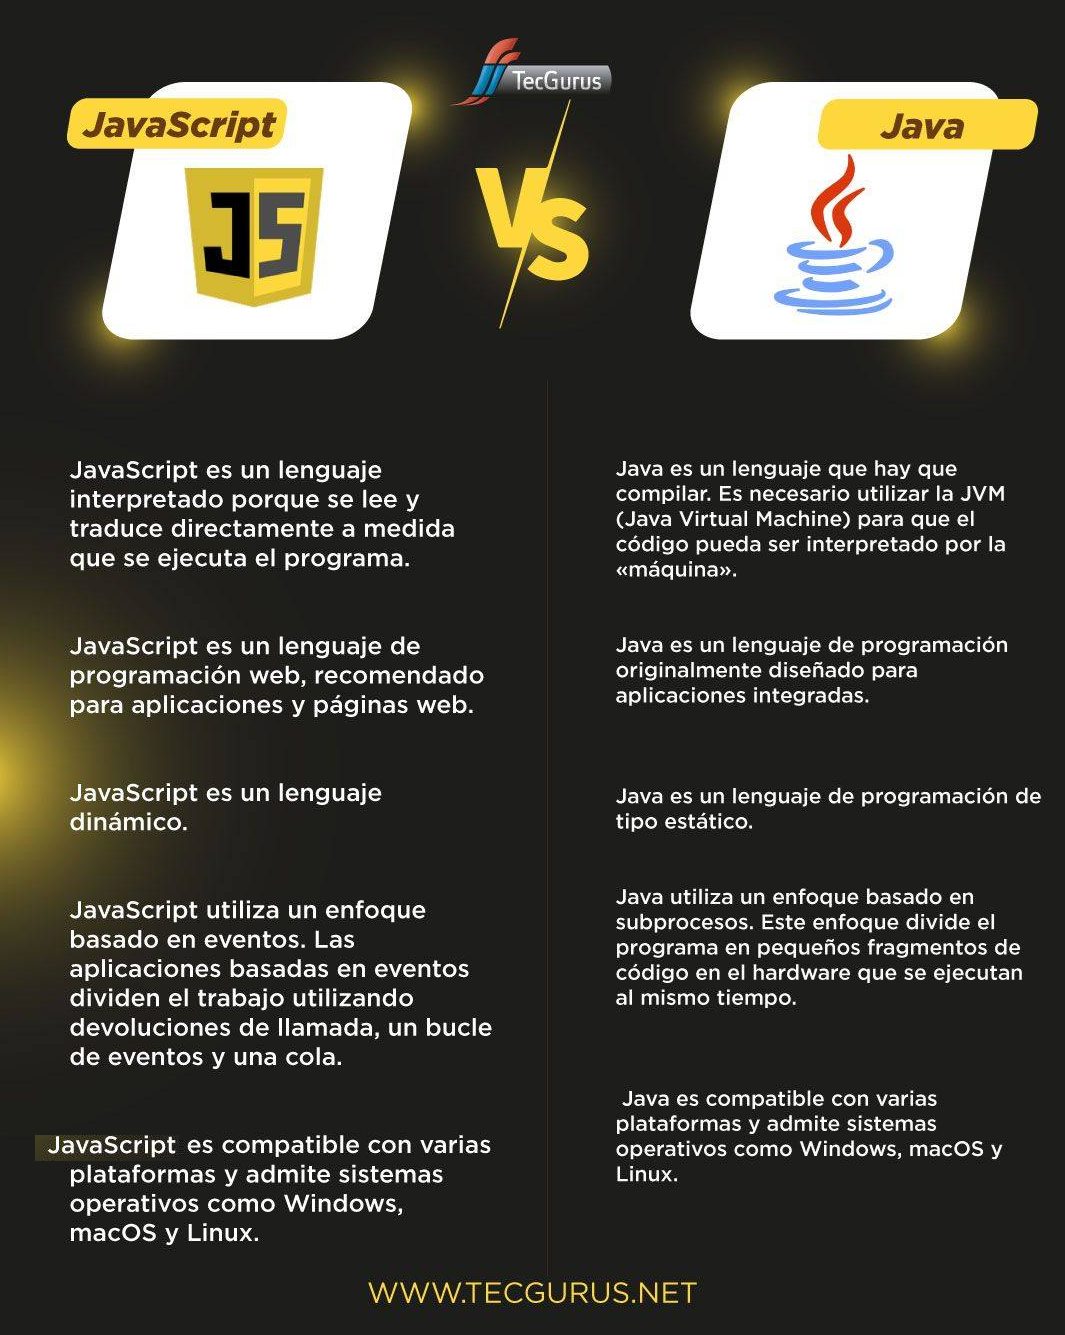 TecGurus
JavaScript
JS
VS
Java
JavaScript es un lenguaje
interpretado porque se lee y
traduce directamente a medida
que se ejecuta el programa.
JavaScript es un lenguaje de
programación web, recomendado
para aplicaciones y páginas web.
JavaScript es un lenguaje
dinámico.
JavaScript utiliza un enfoque
basado en eventos. Las
aplicaciones basadas en eventos
dividen el trabajo utilizando
devoluciones de llamada, un bucle
de eventos y una cola.
JavaScript es compatible con varias
plataformas y admite sistemas
operativos como Windows,
macOS y Linux.
Java es un lenguaje que hay que
compilar. Es necesario utilizar la JVM
(Java Virtual Machine) para que el
código pueda ser interpretado por la
«máquina».
Java es un lenguaje de programación
originalmente diseñado para
aplicaciones integradas.
Java es un lenguaje de programación de
tipo estático.
Java utiliza un enfoque basado en
subprocesos. Este enfoque divide el
programa en pequeños fragmentos de
código en el hardware que se ejecutan
al mismo tiempo.
Java es compatible con varias
plataformas y admite sistemas
operativos como Windows, macOS y
Linux.
WWW.TECGURUS.NET